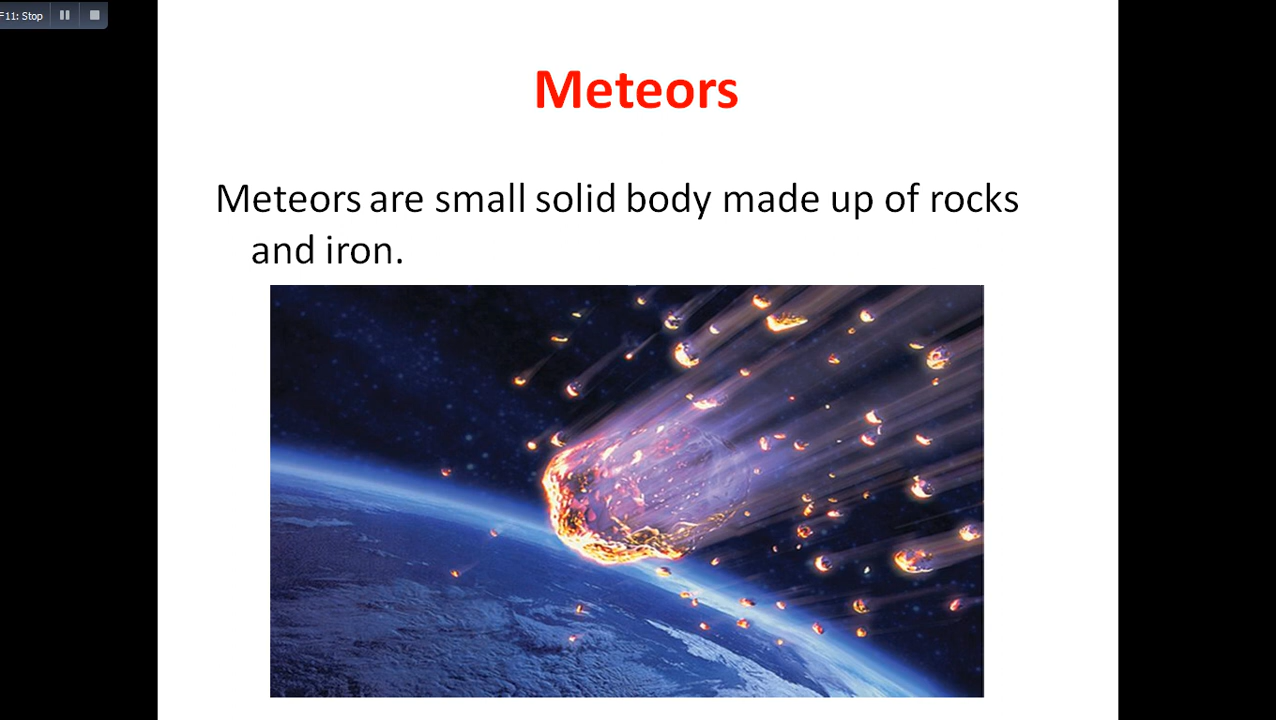 F11: Stop
Meteors
Meteors are small solid body made up of rocks
and iron.